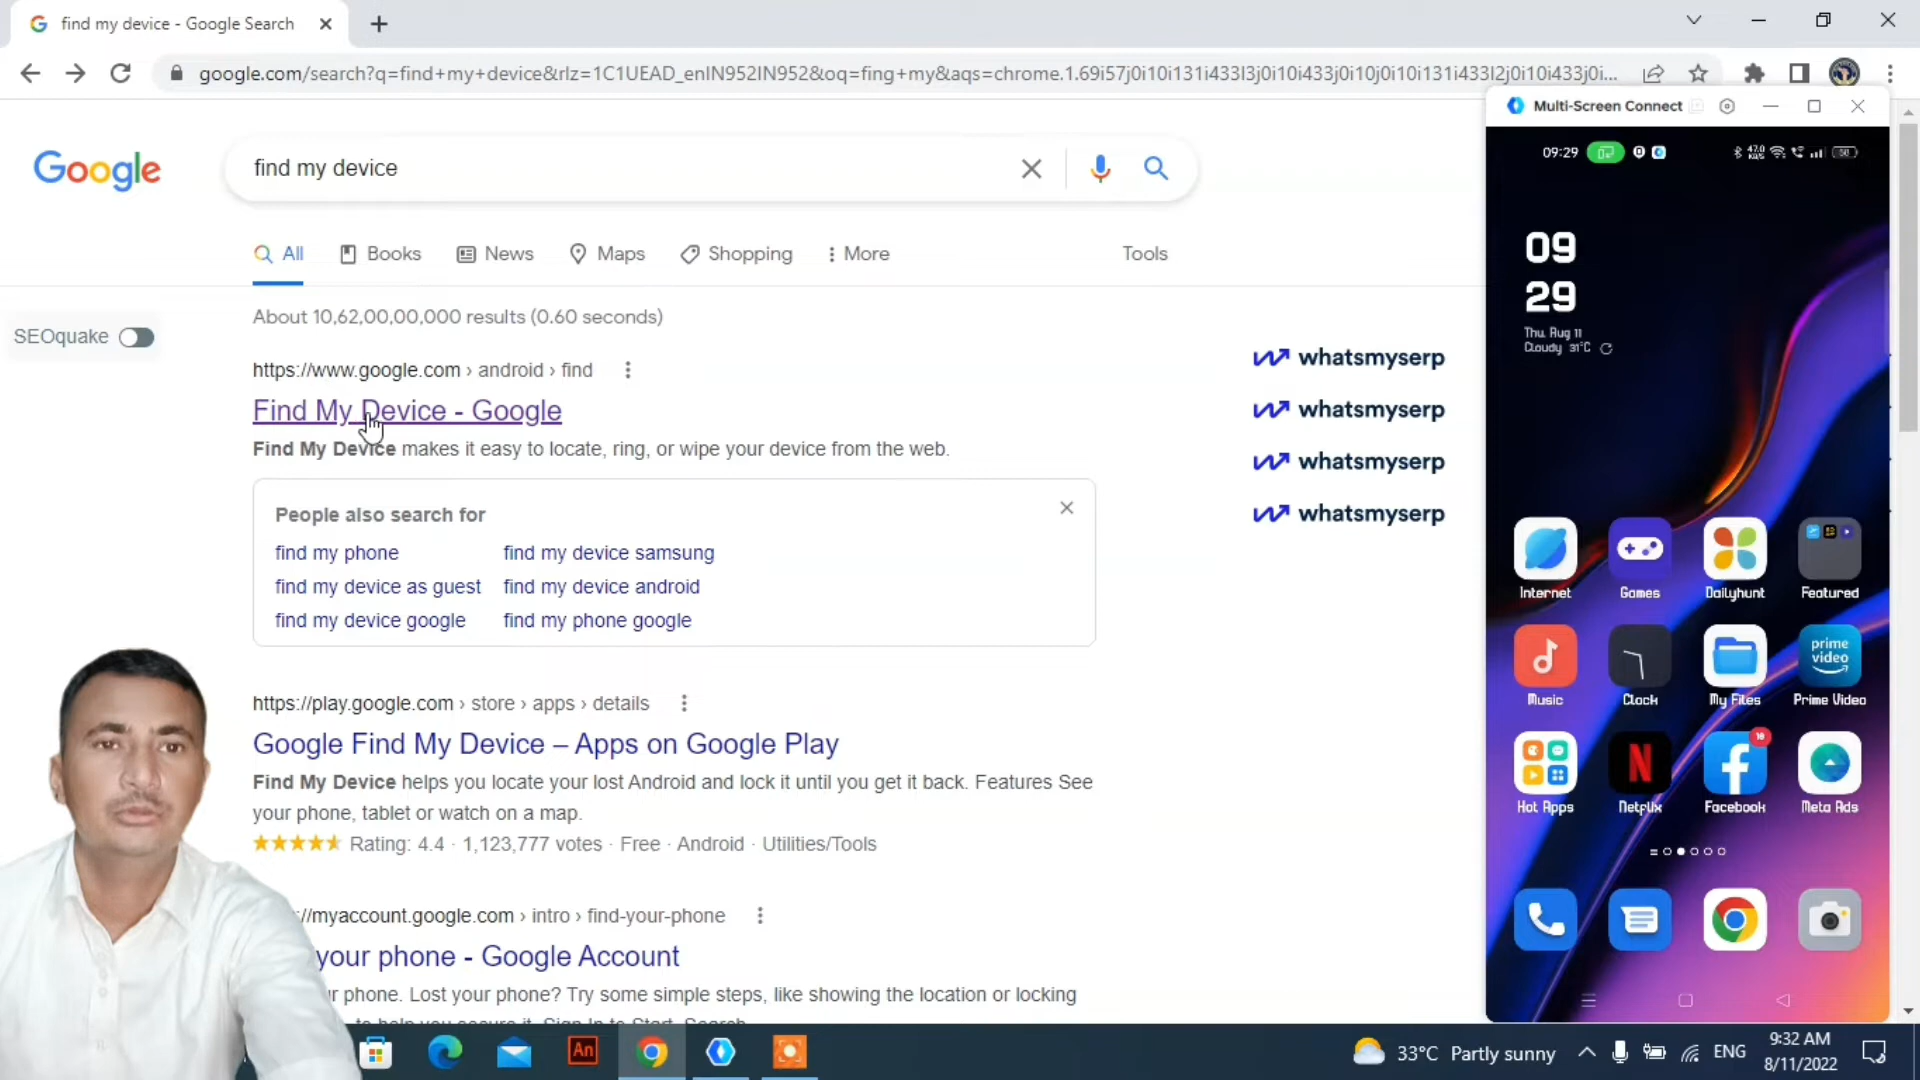 find my device - Google Search
google.com/search?q=find+my+device&rlz=1C1UEAD_enIN952IN952&oq=fing+my&aqs=chrome.1.69i57j0i10i131i433l3j0i10i433j0i10j0i10i131i433l2j0i10i433j0i...
Google
find my device
All
Books
News
Maps
Shopping
More
Tools
About 10,62,00,00,000 results (0.60 seconds)
SEOquake
https://www.google.com › android › find
Find My Device - Google
Find My Device makes it easy to locate, ring, or wipe your device from the web.
People also search for
find my phone
find my device samsung
find my device as guest
find my device android
find my device google
find my phone google
https://play.google.com › store › apps › details
Google Find My Device – Apps on Google Play
Find My Device helps you locate your lost Android and lock it until you get it back. Features See
your phone, tablet or watch on a map.
Rating: 4.4 · 1,123,777 votes · Free · Android · Utilities/Tools
//myaccount.google.com › intro › find-your-phone
your phone - Google Account
phone. Lost your phone? Try some simple steps, like showing the location or locking
whatsmyserp
whatsmyserp
whatsmyserp
whatsmyserp
Multi-Screen Connect
09:29
09
29
Thu, Aug 11
Cloudy 31°C
Internet
Games
Dailyhunt
Featured
prime
video
Music
Clock
My Files
Prime Video
Hot Apps
Netflix
Facebook
Meta Ads
An
33°C Partly sunny
ENG
9:32 AM
8/11/2022